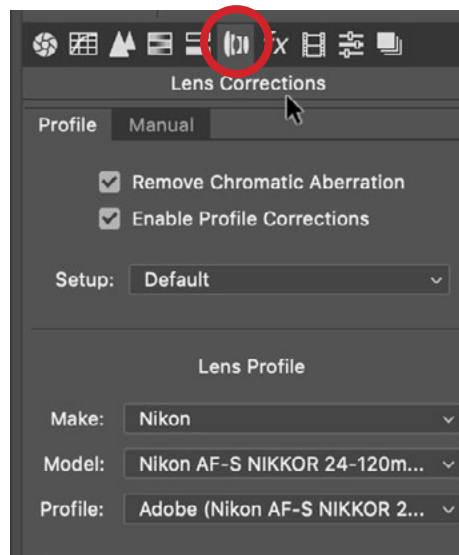 fx
Lens Corrections
Profile Manual
Remove Chromatic Aberration
Enable Profile Corrections
Setup: Default
Lens Profile
Make: Nikon
Model: Nikon AF-S NIKKOR 24-120m...
Profile: Adobe (Nikon AF-S NIKKOR 2...